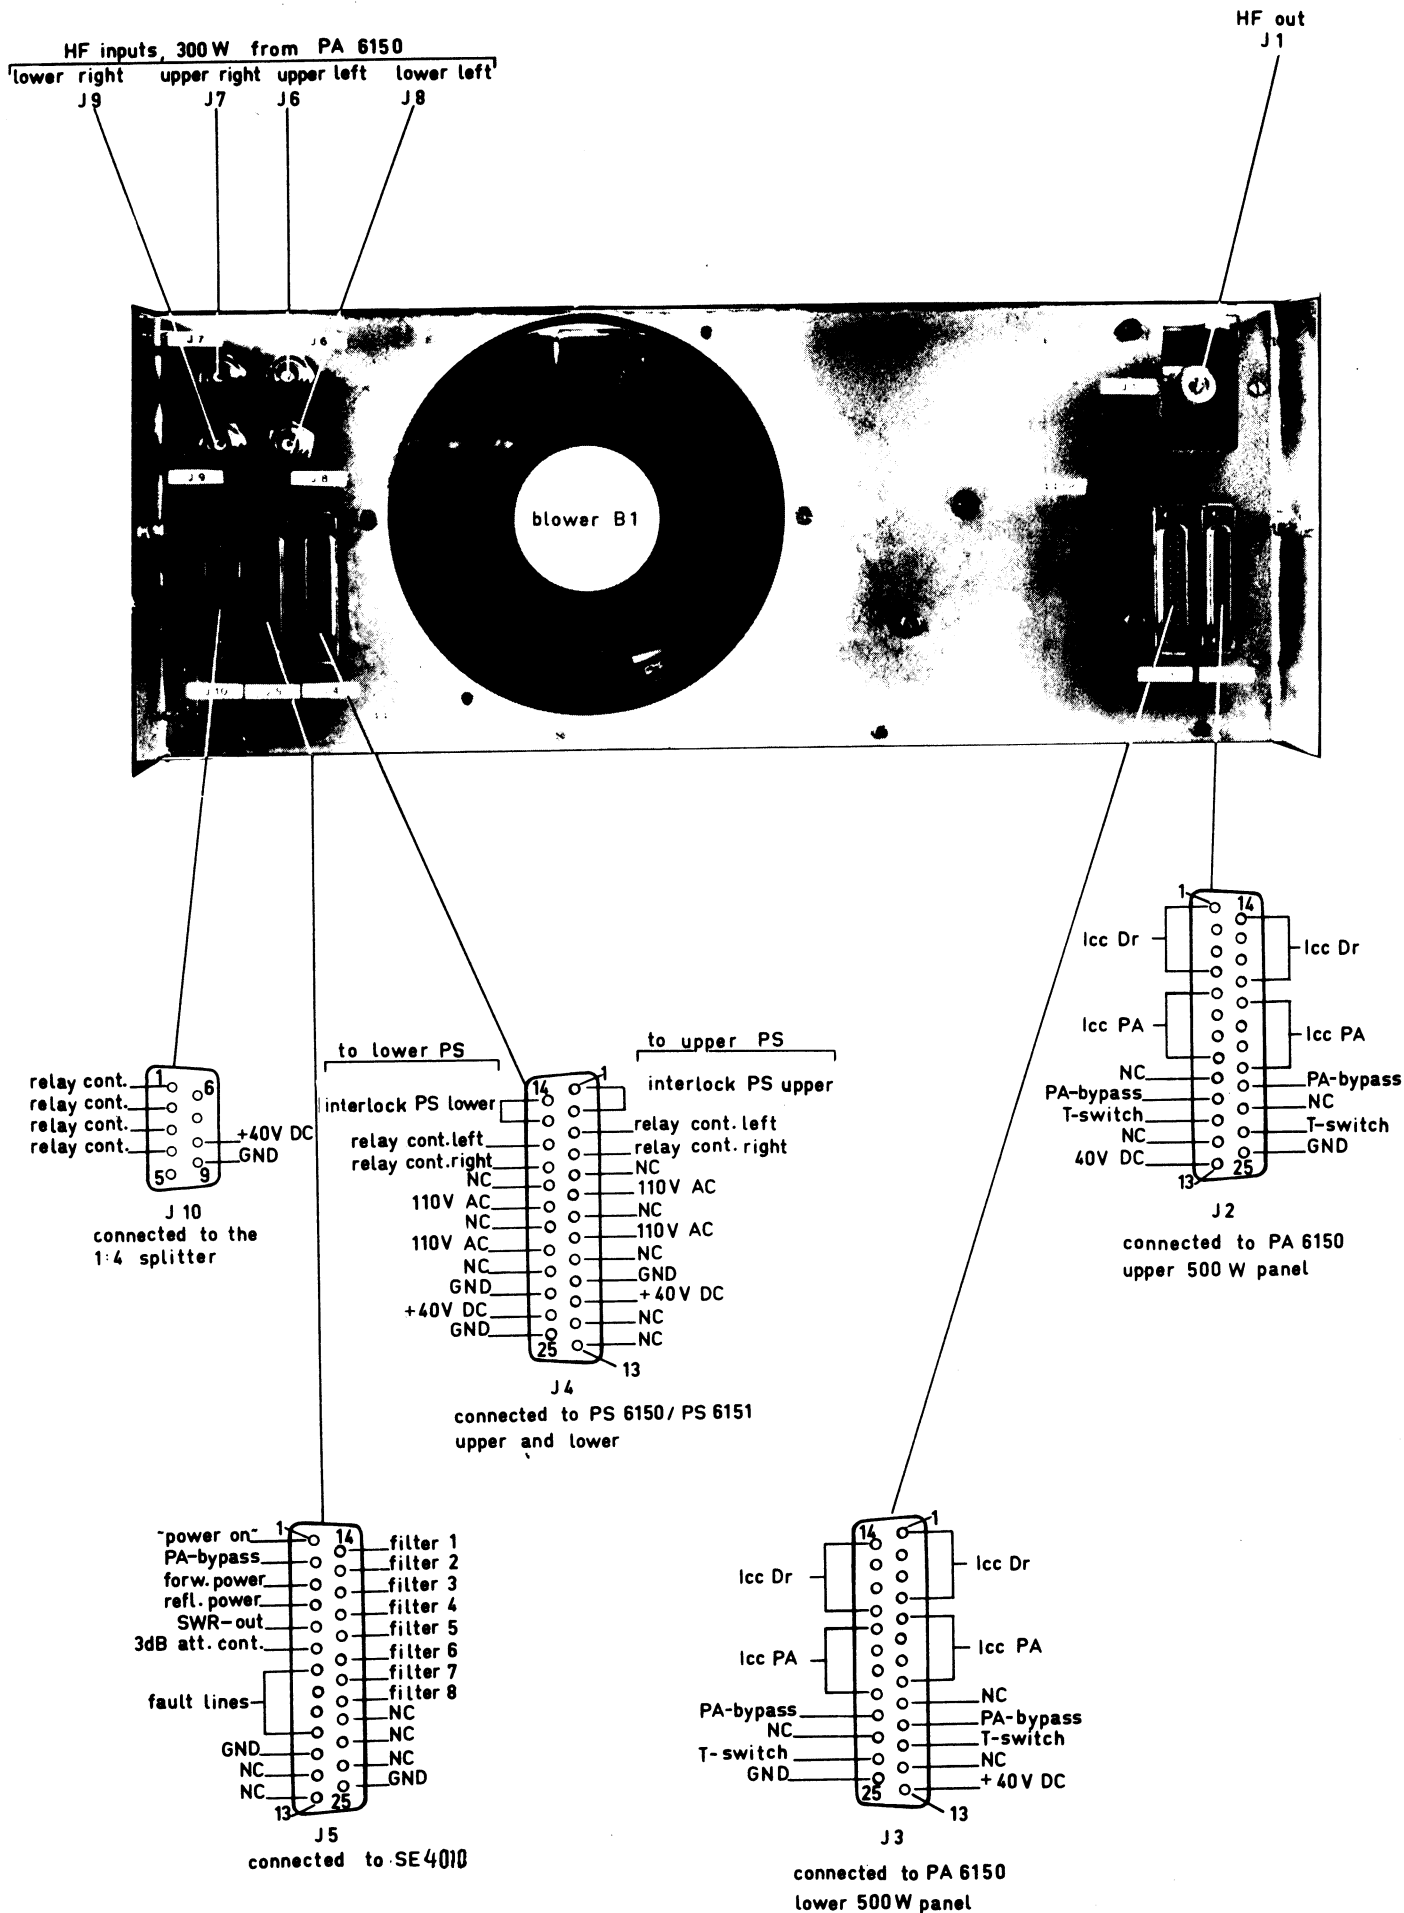 HF out
J1
HF inputs, 300W from PA 6150
lower right upper right upper left lower left
J9 J7 J6 J8
J7
J6
J9
J8
blower B1
J10
4
1
14
Icc Dr
Icc Dr
Icc PA
Icc PA
NC
PA-bypass
PA-bypass
NC
T-switch
T-switch
NC
GND
40V DC
13
25
J2
connected to PA 6150
upper 500 W panel
to lower PS
to upper PS
14
1
interlock PS lower
interlock PS upper
relay cont.left
relay cont.left
relay cont.right
relay cont.right
NC
NC
110V AC
110V AC
NC
NC
110V AC
110V AC
NC
NC
GND
GND
+40V DC
+40V DC
GND
NC
NC
25
13
J4
connected to PS 6150/ PS 6151
upper and lower
relay cont.
relay cont.
relay cont.
relay cont.
1
6
+40V DC
GND
5
9
J10
connected to the
1:4 splitter
~power on~
1
14
filter 1
PA-bypass
filter 2
forw.power
filter 3
refl. power
filter 4
SWR-out
filter 5
3dB att. cont.
filter 6
filter 7
fault lines
filter 8
NC
NC
GND
NC
NC
GND
NC
13
25
J5
connected to SE4010
14
1
Icc Dr
Icc Dr
Icc PA
Icc PA
NC
PA-bypass
PA-bypass
NC
T-switch
T-switch
NC
GND
+40V DC
25
13
J3
connected to PA 6150
lower 500W panel